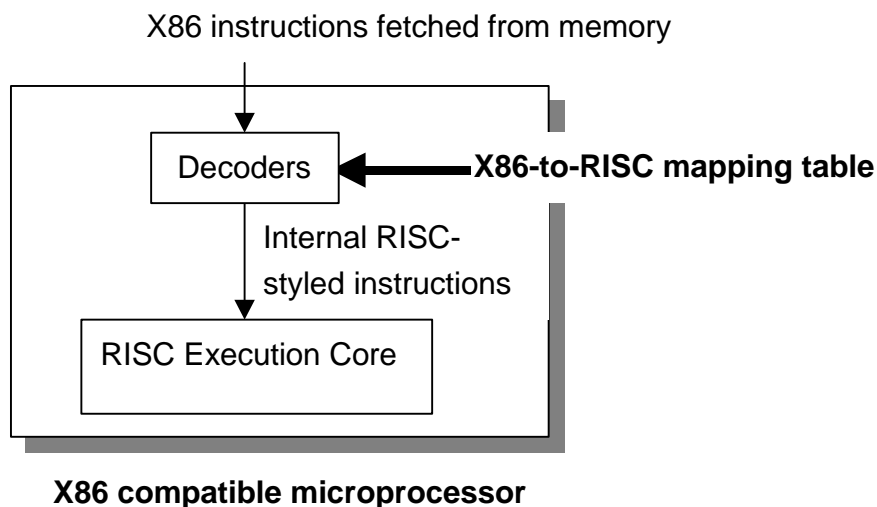 X86 instructions fetched from memory
Decoders
X86-to-RISC mapping table
Internal RISC-
styled instructions
RISC Execution Core
X86 compatible microprocessor